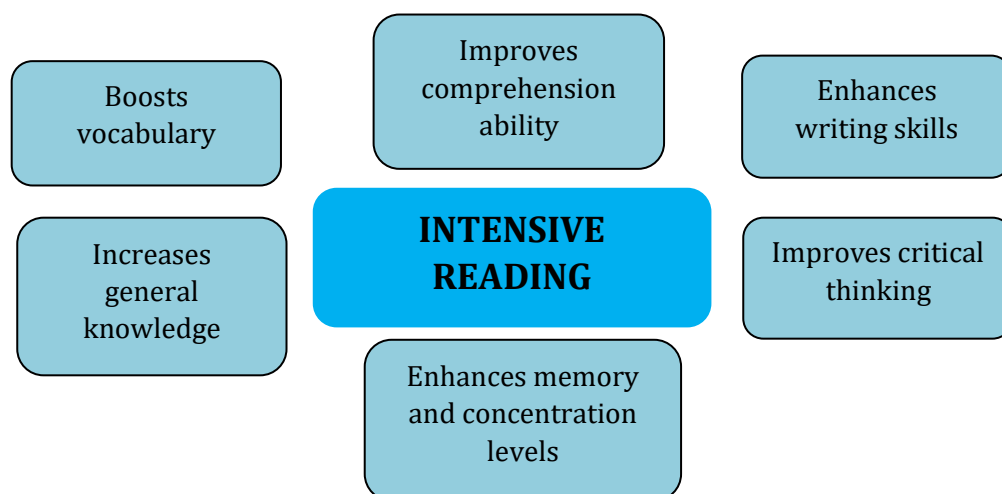 Boosts
vocabulary
Improves
comprehension
ability
Enhances
writing skills
Increases
general
knowledge
INTENSIVE
READING
Improves critical
thinking
Enhances memory
and concentration
levels